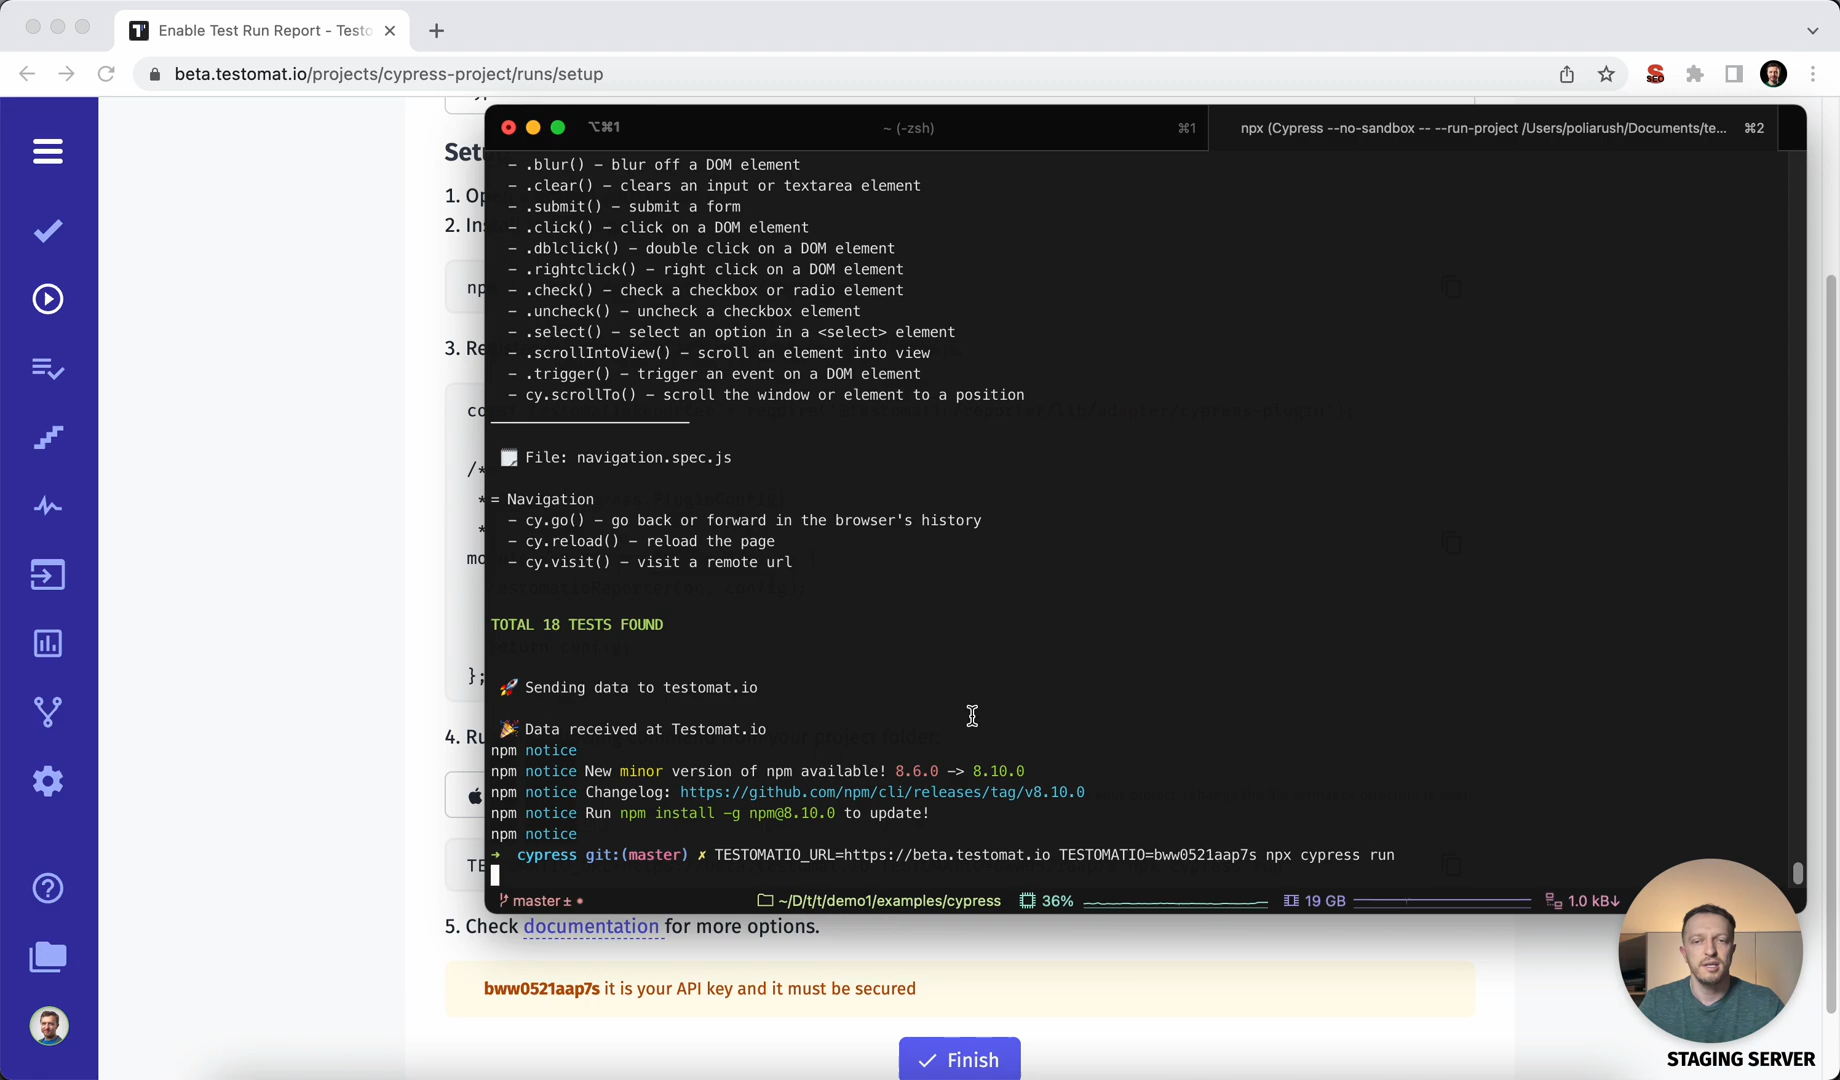 Enable Test Run Report - Testo
beta.testomat.io/projects/cypress-project/runs/setup
SEO
⌥⌘1
~ (-zsh)
⌘1
npx (Cypress --no-sandbox -- --run-project /Users/poliarush/Documents/te...
⌘2
Setu
- .blur() - blur off a DOM element
- .clear() - clears an input or textarea element
1. Op
- .submit() - submit a form
2. Ins
- .click() - click on a DOM element
- .dblclick() - double click on a DOM element
- .rightclick() - right click on a DOM element
np
- .check() - check a checkbox or radio element
- .uncheck() - uncheck a checkbox element
- .select() - select an option in a <select> element
3. Re
- .scrollIntoView() - scroll an element into view
- .trigger() - trigger an event on a DOM element
- cy.scrollTo() - scroll the window or element to a position
File: navigation.spec.js
/*
*
= Navigation
- cy.go() - go back or forward in the browser's history
*
- cy.reload() - reload the page
mo
- cy.visit() - visit a remote url
TOTAL 18 TESTS FOUND
return config;
};
🚀 Sending data to testomat.io
🎉 Data received at Testomat.io
4. Ru
npm notice
npm notice New minor version of npm available! 8.6.0 -> 8.10.0
npm notice Changelog: https://github.com/npm/cli/releases/tag/v8.10.0
npm notice Run npm install -g npm@8.10.0 to update!
npm notice
→ cypress git:(master) ✗ TESTOMATIO_URL=https://beta.testomat.io TESTOMATIO=bww0521aap7s npx cypress run
TE
master ± •
~/D/t/t/demo1/examples/cypress
36%
19 GB
1.0 kB↓
5. Check documentation for more options.
bww0521aap7s it is your API key and it must be secured
Finish
STAGING SERVER